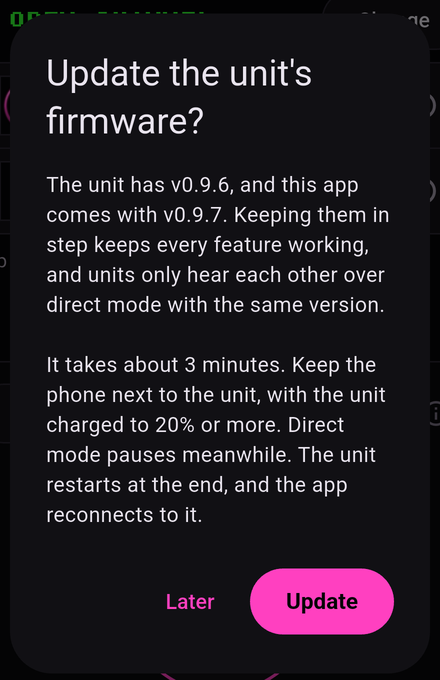 Update the unit's
firmware?
The unit has v0.9.6, and this app
comes with v0.9.7. Keeping them in
step keeps every feature working,
and units only hear each other over
direct mode with the same version.
It takes about 3 minutes. Keep the
phone next to the unit, with the unit
charged to 20% or more. Direct
mode pauses meanwhile. The unit
restarts at the end, and the app
reconnects to it.
Later
Update